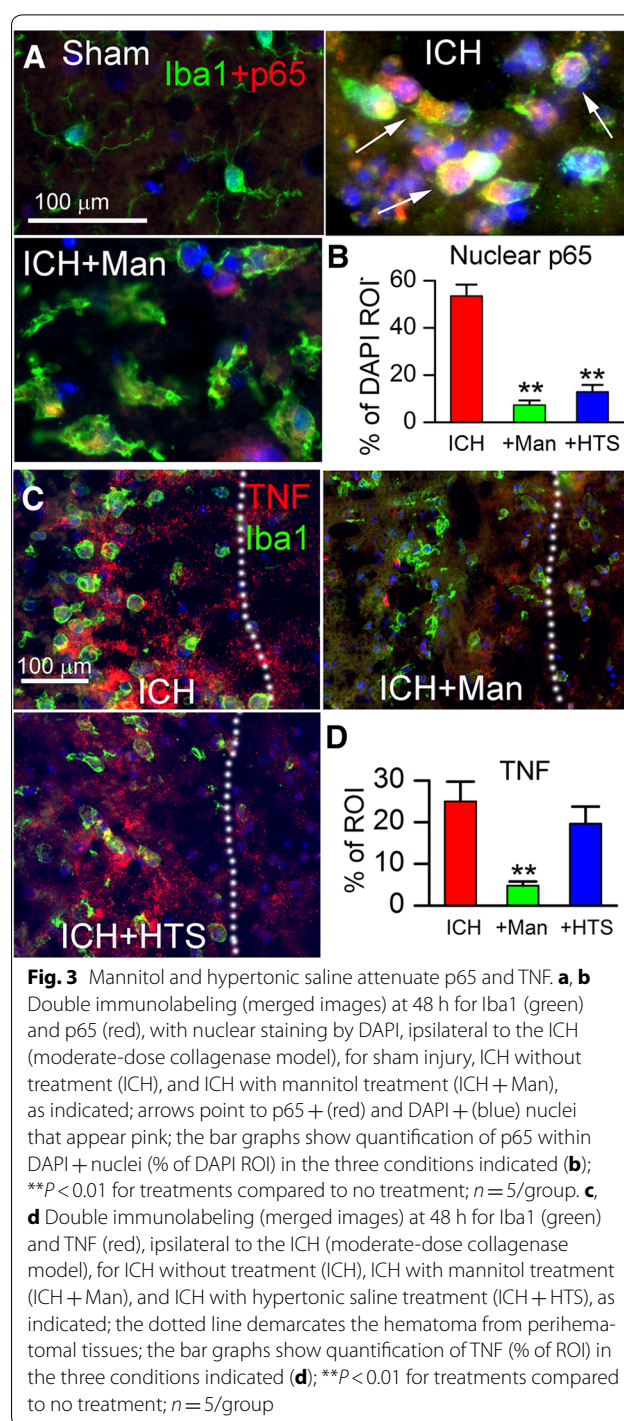 A Sham
Iba1+p65
100 μm
ICH
ICH+Man
B Nuclear p65
% of DAPI ROI
60
40
20
0
**
**
ICH +Man +HTS
C TNF
Iba1
100 μm
ICH
ICH+Man
ICH+HTS
D TNF
% of ROI
30
20
10
0
**
ICH +Man +HTS
Fig. 3 Mannitol and hypertonic saline attenuate p65 and TNF. a, b
Double immunolabeling (merged images) at 48 h for Iba1 (green)
and p65 (red), with nuclear staining by DAPI, ipsilateral to the ICH
(moderate-dose collagenase model), for sham injury, ICH without
treatment (ICH), and ICH with mannitol treatment (ICH + Man),
as indicated; arrows point to p65 + (red) and DAPI + (blue) nuclei
that appear pink; the bar graphs show quantification of p65 within
DAPI + nuclei (% of DAPI ROI) in the three conditions indicated (b);
**P < 0.01 for treatments compared to no treatment; n = 5/group. c,
d Double immunolabeling (merged images) at 48 h for Iba1 (green)
and TNF (red), ipsilateral to the ICH (moderate-dose collagenase
model), for ICH without treatment (ICH), ICH with mannitol treatment
(ICH + Man), and ICH with hypertonic saline treatment (ICH + HTS), as
indicated; the dotted line demarcates the hematoma from perihema-
tomal tissues; the bar graphs show quantification of TNF (% of ROI) in
the three conditions indicated (d); **P < 0.01 for treatments compared
to no treatment; n = 5/group